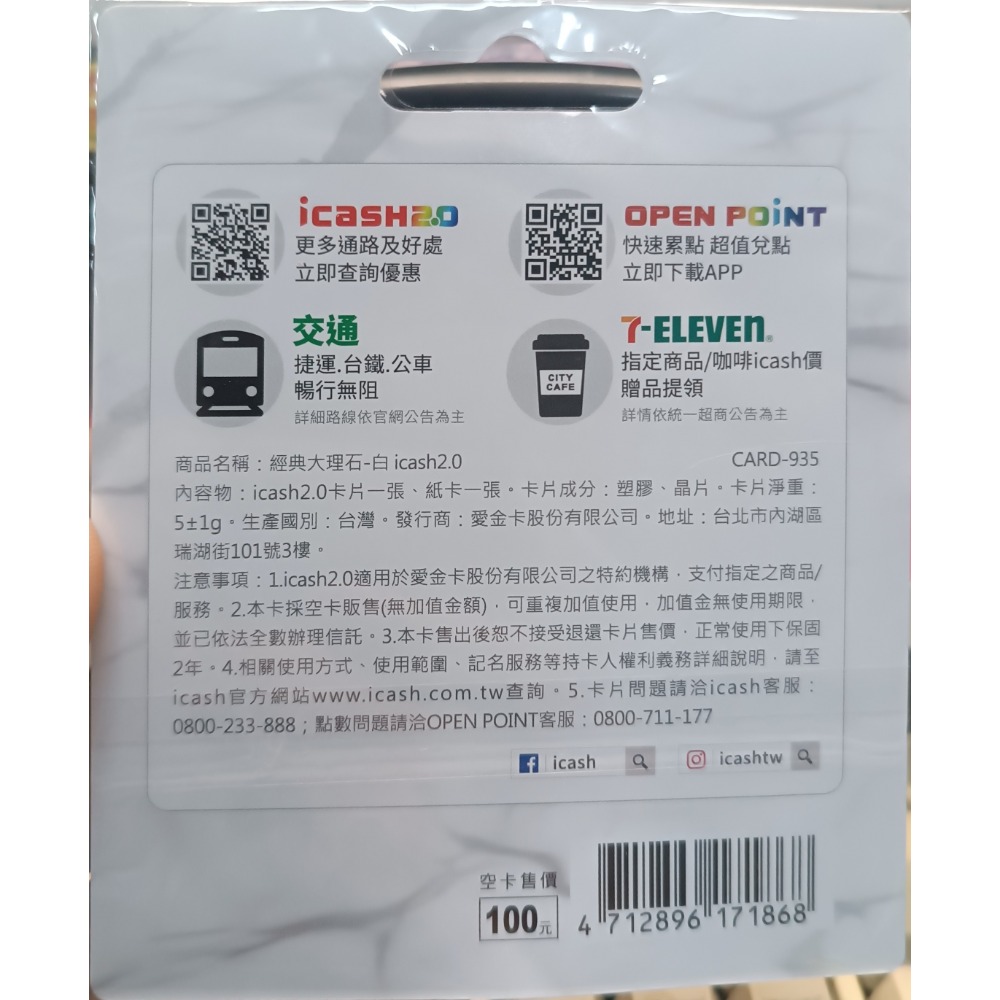 icash2.0
更多通路及好處
立即查詢優惠
OPEN POiNT
快速累點 超值兌點
立即下載APP
交通
捷運.台鐵.公車
暢行無阻
詳細路線依官網公告為主
CITY
CAFE
7-ELEVEn®
指定商品/咖啡icash價
贈品提領
詳情依統一超商公告為主
商品名稱：經典大理石-白 icash2.0 CARD-935
內容物：icash2.0卡片一張、紙卡一張。卡片成分：塑膠、晶片。卡片淨重：
5±1g。生產國別：台灣。發行商：愛金卡股份有限公司。地址：台北市內湖區
瑞湖街101號3樓。
注意事項：1.icash2.0適用於愛金卡股份有限公司之特約機構，支付指定之商品/
服務。2.本卡採空卡販售(無加值金額)，可重複加值使用，加值金無使用期限，
並已依法全數辦理信託。3.本卡售出後恕不接受退還卡片售價，正常使用下保固
2年。4.相關使用方式、使用範圍、記名服務等持卡人權利義務詳細說明，請至
icash官方網站www.icash.com.tw查詢。5.卡片問題請洽icash客服：
0800-233-888；點數問題請洽OPEN POINT客服：0800-711-177
icash
icashtw
空卡售價
100元
4 712896 171868